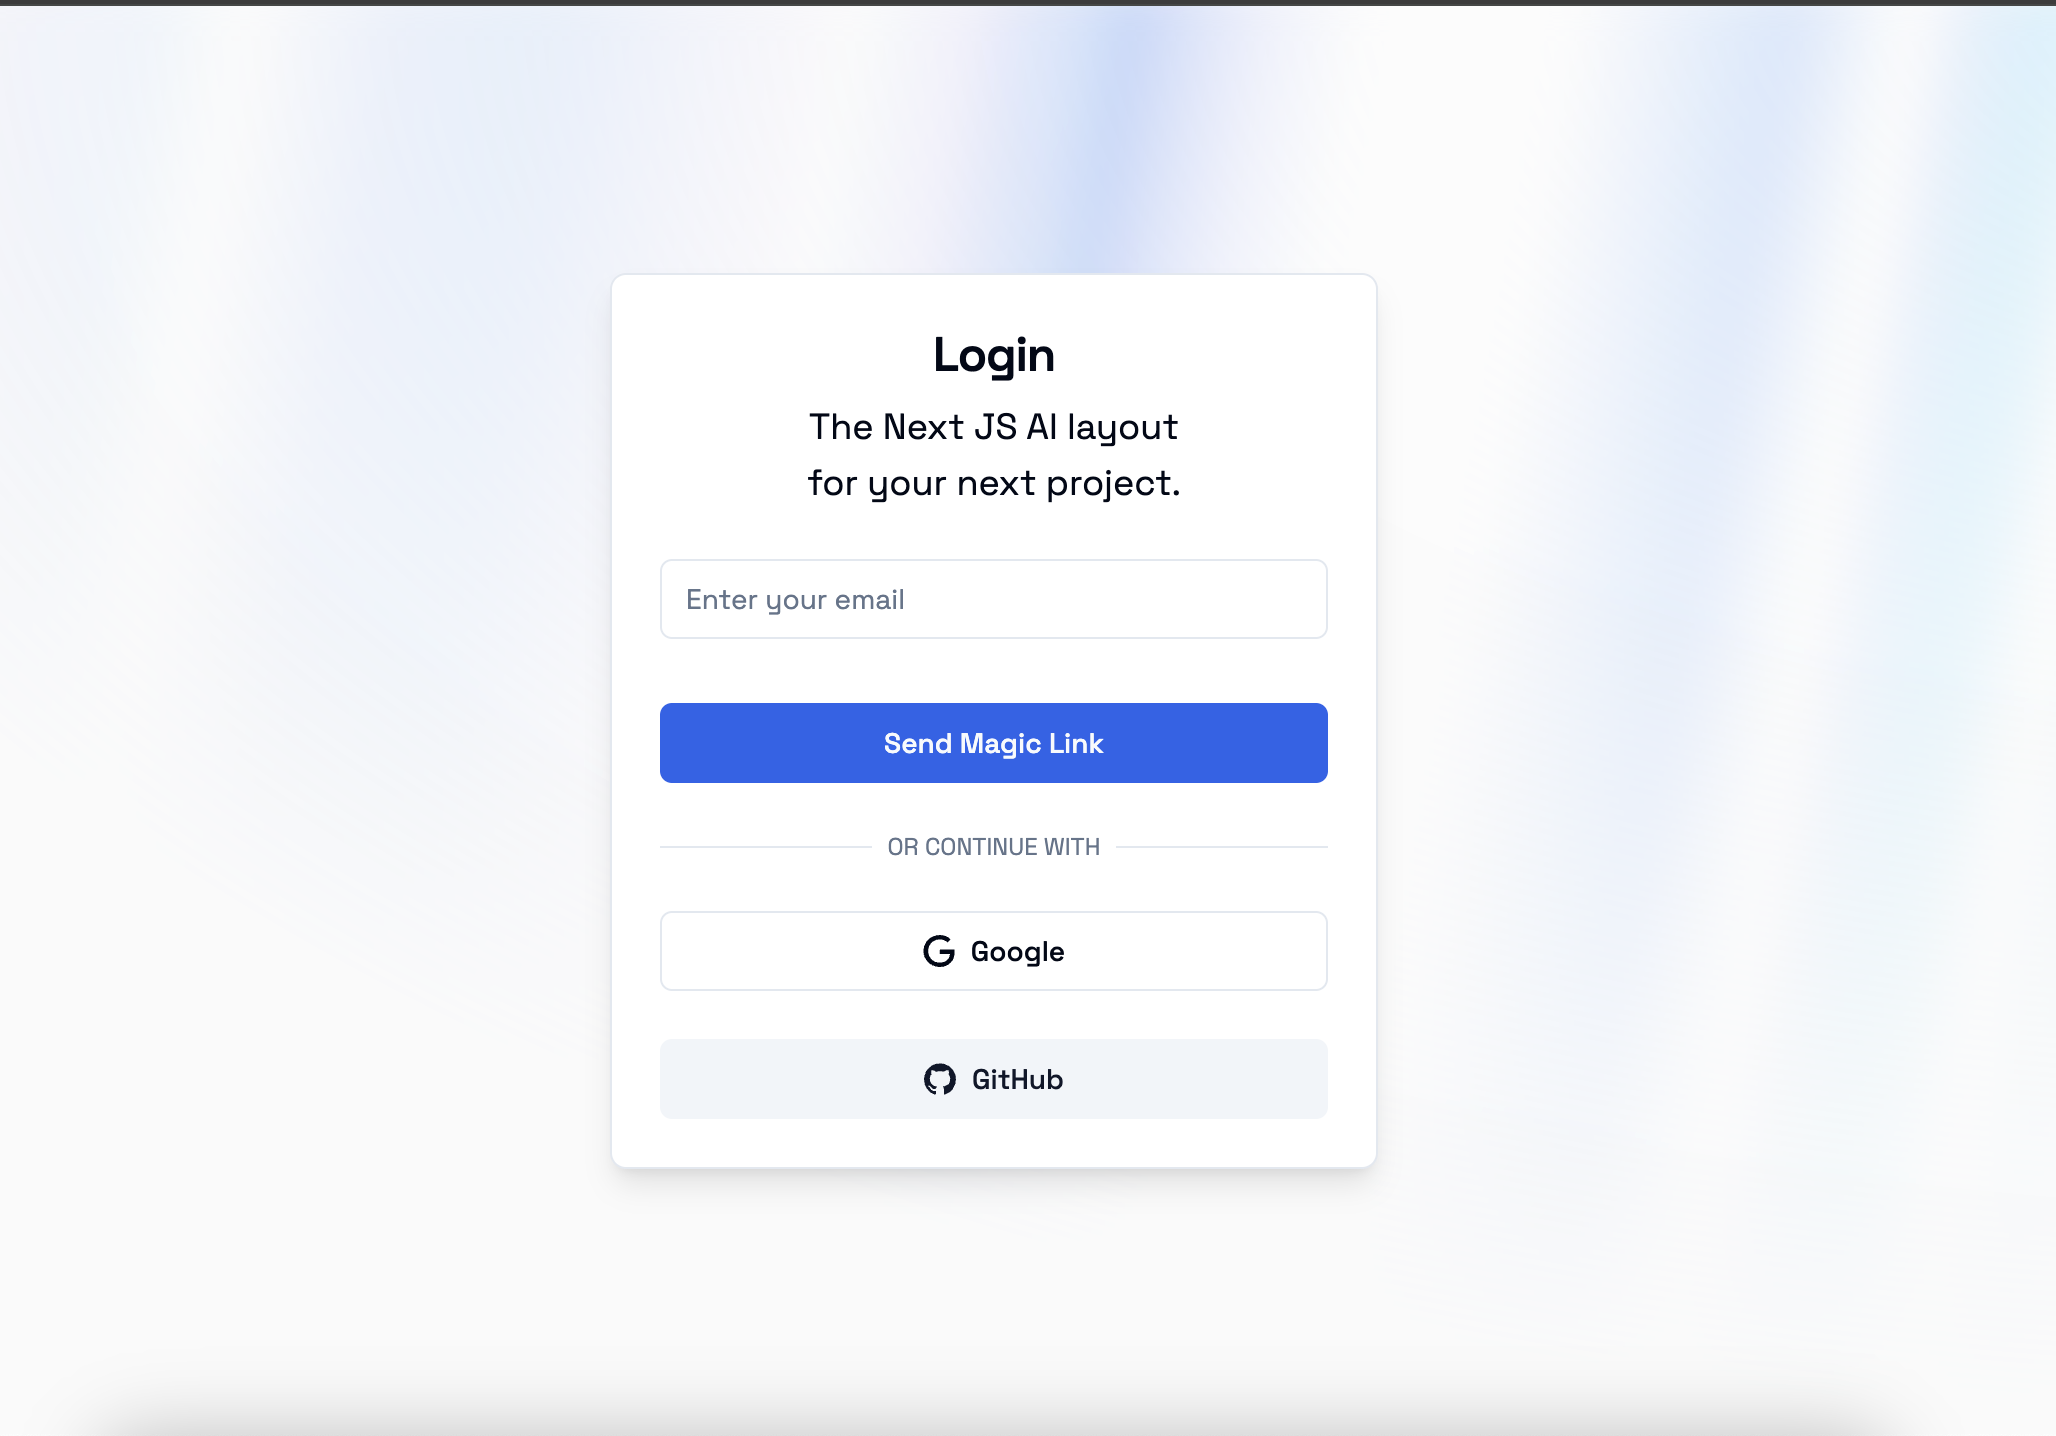 Login
The Next JS AI layout
for your next project.
Enter your email
Send Magic Link
OR CONTINUE WITH
Google
GitHub